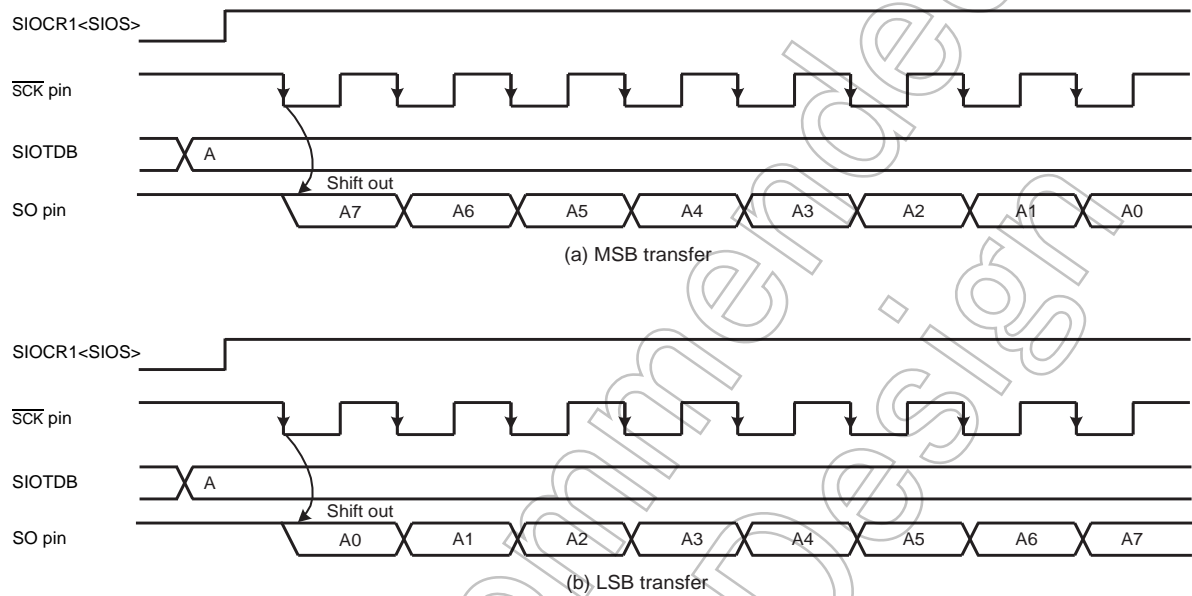 SIOCR1<SIOS>
SCK pin
SIOTDB
A
Shift out
SO pin
A7 A6 A5 A4 A3 A2 A1 A0
(a) MSB transfer
SIOCR1<SIOS>
SCK pin
SIOTDB
A
Shift out
SO pin
A0 A1 A2 A3 A4 A5 A6 A7
(b) LSB transfer
Design